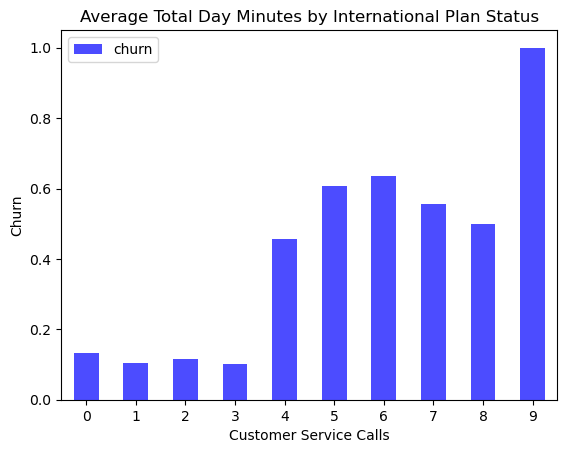 Average Total Day Minutes by International Plan Status
churn
1.0
0.8
0.6
0.4
0.2
0.0
Churn
0 1 2 3 4 5 6 7 8 9
Customer Service Calls